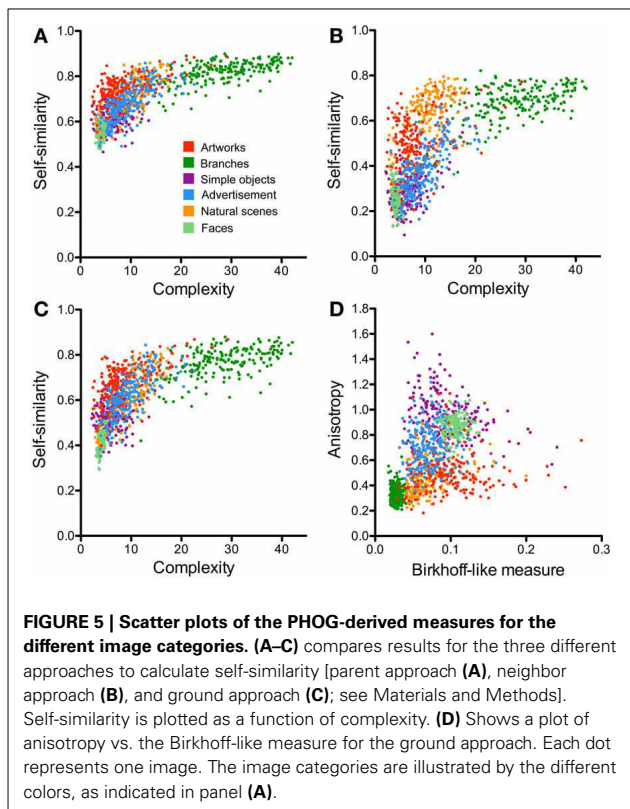 A
1.0
0.8
0.6
0.4
0.2
0.0
0 10 20 30 40
Self-similarity
Complexity
Artworks
Branches
Simple objects
Advertisement
Natural scenes
Faces
B
1.0
0.8
0.6
0.4
0.2
0.0
0 10 20 30 40
Self-similarity
Complexity
C
1.0
0.8
0.6
0.4
0.2
0.0
0 10 20 30 40
Self-similarity
Complexity
D
1.8
1.6
1.4
1.2
1.0
0.8
0.6
0.4
0.2
0.0
0.0 0.1 0.2 0.3
Anisotropy
Birkhoff-like measure
FIGURE 5 | Scatter plots of the PHOG-derived measures for the
different image categories. (A–C) compares results for the three different
approaches to calculate self-similarity [parent approach (A), neighbor
approach (B), and ground approach (C); see Materials and Methods].
Self-similarity is plotted as a function of complexity. (D) Shows a plot of
anisotropy vs. the Birkhoff-like measure for the ground approach. Each dot
represents one image. The image categories are illustrated by the different
colors, as indicated in panel (A).